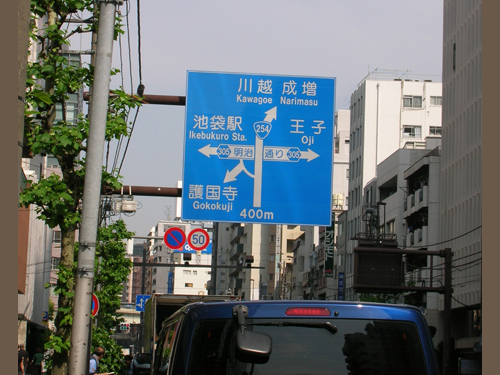 川越 成増
Kawagoe Narimasu
池袋駅
Ikebukuro Sta.
254
王子
Oji
305 明治 通り 305
護国寺
Gokokuji
400m
50